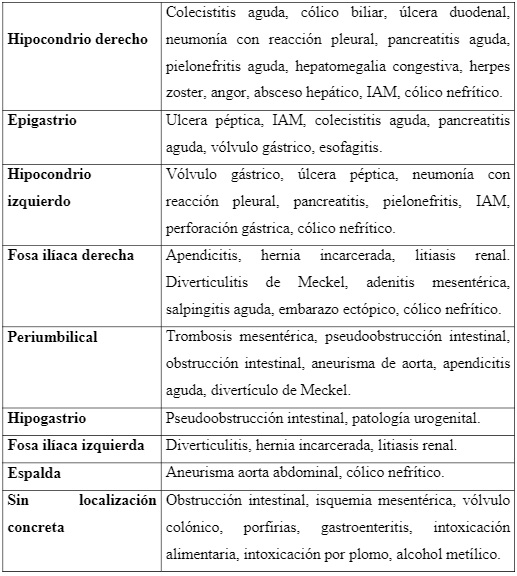 Hipocondrio derecho
Colecistitis aguda, cólico biliar, úlcera duodenal,
neumonía con reacción pleural, pancreatitis aguda,
pielonefritis aguda, hepatomegalia congestiva, herpes
zoster, angor, absceso hepático, IAM, cólico nefrítico.
Epigastrio
Ulcera péptica, IAM, colecistitis aguda, pancreatitis
aguda, vólvulo gástrico, esofagitis.
Hipocondrio
izquierdo
Vólvulo gástrico, úlcera péptica, neumonía con
reacción pleural, pancreatitis, pielonefritis, IAM,
perforación gástrica, cólico nefrítico.
Fosa ilíaca derecha
Apendicitis, hernia incarcerada, litiasis renal.
Diverticulitis de Meckel, adenitis mesentérica,
salpingitis aguda, embarazo ectópico, cólico nefrítico.
Periumbilical
Trombosis mesentérica, pseudoobstrucción intestinal,
obstrucción intestinal, aneurisma de aorta, apendicitis
aguda, divertículo de Meckel.
Hipogastrio
Pseudoobstrucción intestinal, patología urogenital.
Fosa ilíaca izquierda
Diverticulitis, hernia incarcerada, litiasis renal.
Espalda
Aneurisma aorta abdominal, cólico nefrítico.
Sin localización
concreta
Obstrucción intestinal, isquemia mesentérica, vólvulo
colónico, porfirias, gastroenteritis, intoxicación
alimentaria, intoxicación por plomo, alcohol metílico.